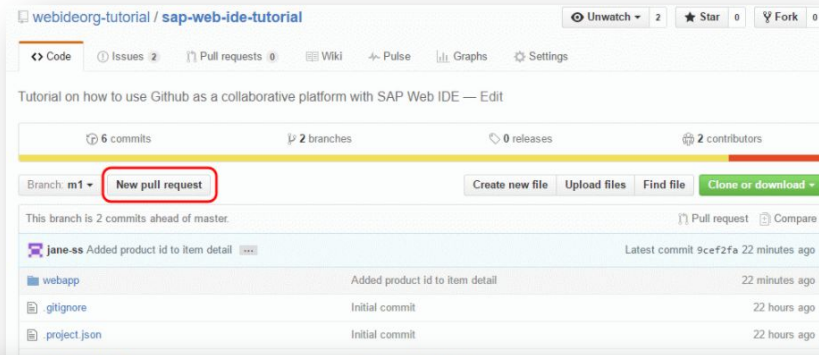 webideorg-tutorial / sap-web-ide-tutorial Unwatch 2 Star 0 Fork 0
Code Issues 2 Pull requests 0 Wiki Pulse Graphs Settings
Tutorial on how to use Github as a collaborative platform with SAP Web IDE — Edit
6 commits 2 branches 0 releases 2 contributors
Branch: m1 New pull request Create new file Upload files Find file Clone or download
This branch is 2 commits ahead of master. Pull request Compare
jane-ss Added product id to item detail ... Latest commit 9cef2fa 22 minutes ago
webapp Added product id to item detail 22 minutes ago
.gitignore Initial commit 22 hours ago
.project.json Initial commit 22 hours ago